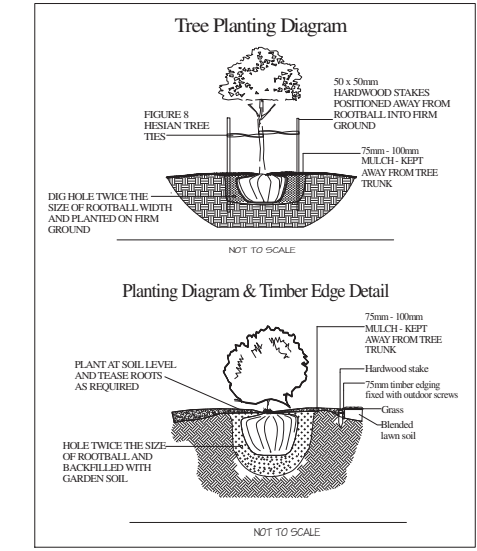 Tree Planting Diagram
50 x 50mm
HARDWOOD STAKES
POSITIONED AWAY FROM
ROOTBALL INTO FIRM
GROUND
FIGURE 8
HESIAN TREE
TIES
75mm - 100mm
MULCH - KEPT
AWAY FROM TREE
TRUNK
DIG HOLE TWICE THE
SIZE OF ROOTBALL WIDTH
AND PLANTED ON FIRM
GROUND
NOT TO SCALE
Planting Diagram & Timber Edge Detail
75mm - 100mm
MULCH - KEPT
AWAY FROM TREE
TRUNK
PLANT AT SOIL LEVEL
AND TEASE ROOTS
AS REQUIRED
Hardwood stake
75mm timber edging
fixed with outdoor screws
Grass
Blended
lawn soil
HOLE TWICE THE SIZE
OF ROOTBALL AND
BACKFILLED WITH
GARDEN SOIL
NOT TO SCALE